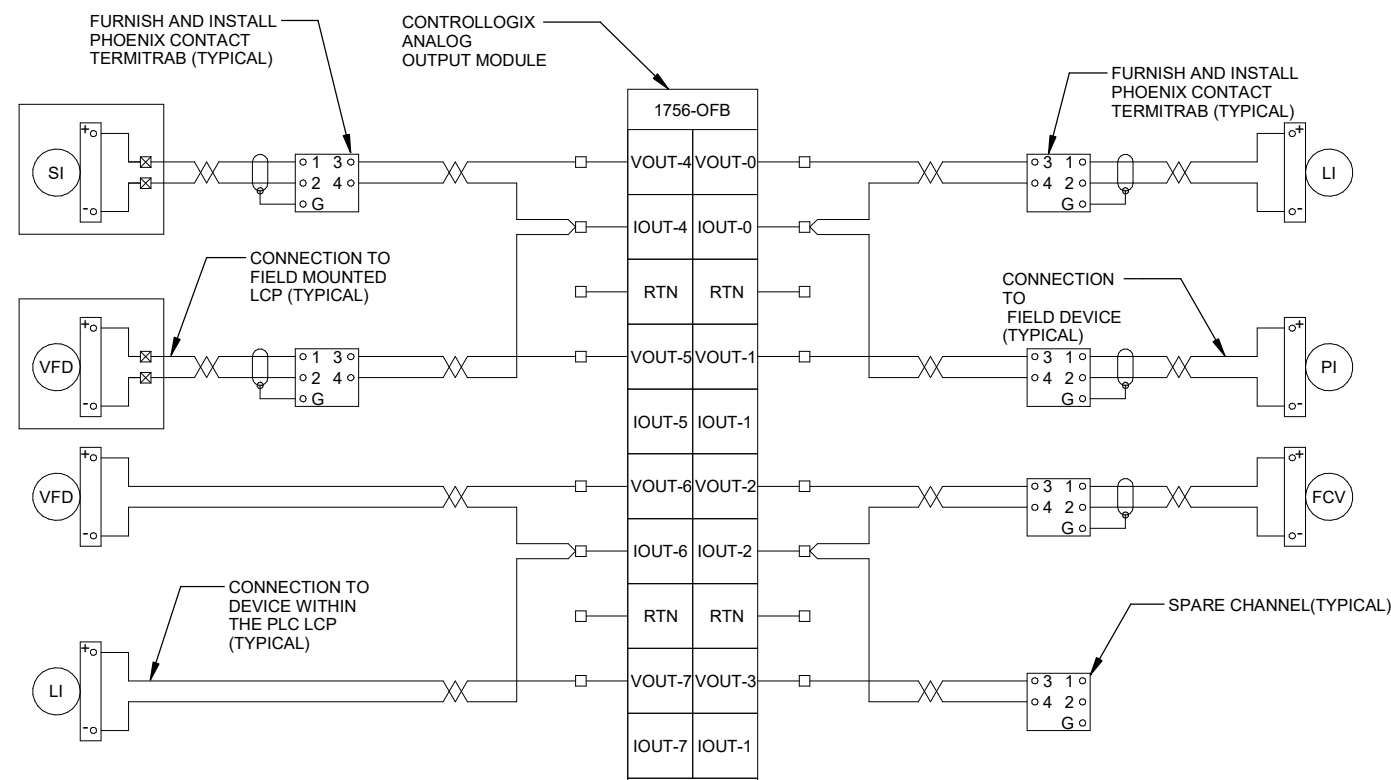 FURNISH AND INSTALL
PHOENIX CONTACT
TERMITRAB (TYPICAL)
CONTROLLOGIX
ANALOG
OUTPUT MODULE
FURNISH AND INSTALL
PHOENIX CONTACT
TERMITRAB (TYPICAL)
1756-OFB
+
-
SI
1 3
2 4
G
VOUT-4 VOUT-0
3 1
4 2
G
+
-
LI
IOUT-4 IOUT-0
CONNECTION TO
FIELD MOUNTED
LCP (TYPICAL)
RTN RTN
CONNECTION
TO
FIELD DEVICE
(TYPICAL)
+
-
VFD
1 3
2 4
G
VOUT-5 VOUT-1
3 1
4 2
G
+
-
PI
IOUT-5 IOUT-1
+
-
VFD
VOUT-6 VOUT-2
3 1
4 2
G
+
-
FCV
IOUT-6 IOUT-2
CONNECTION TO
DEVICE WITHIN
THE PLC LCP
(TYPICAL)
RTN RTN
SPARE CHANNEL(TYPICAL)
+
-
LI
VOUT-7 VOUT-3
3 1
4 2
G
IOUT-7 IOUT-1